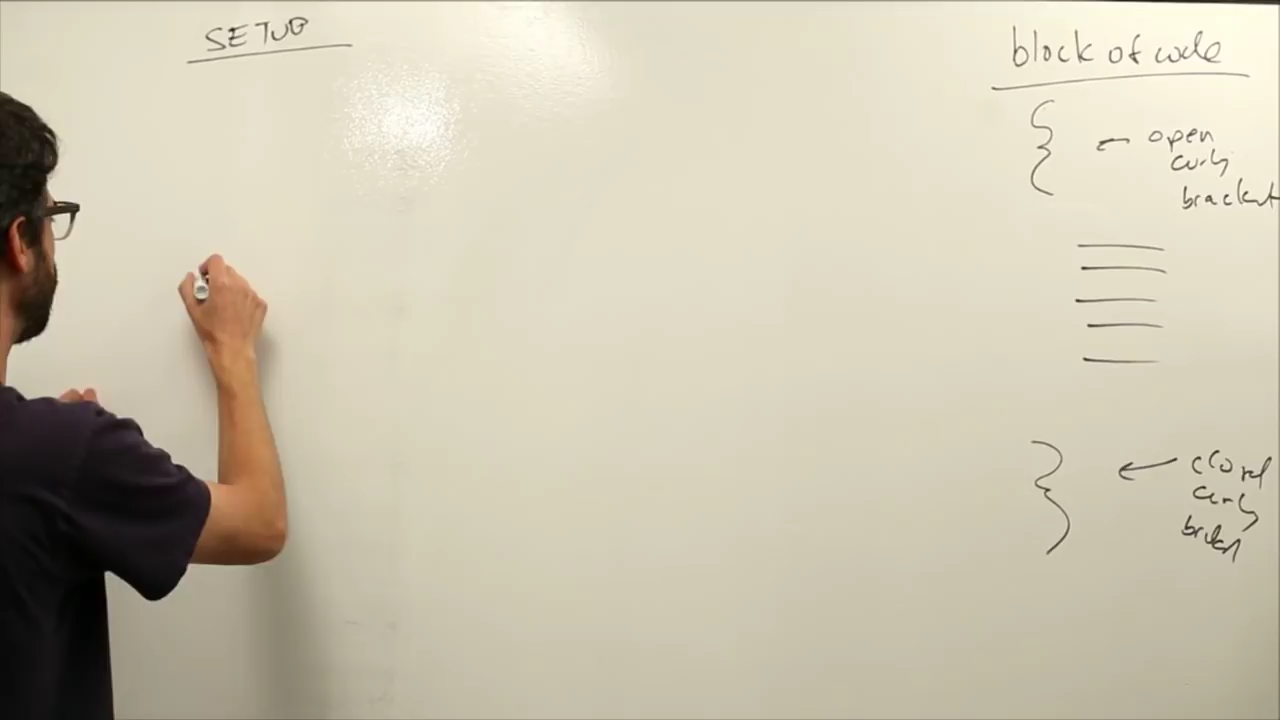 SETUP
block of code
{
← open
curly
bracket
}
← closed
curly
bracket